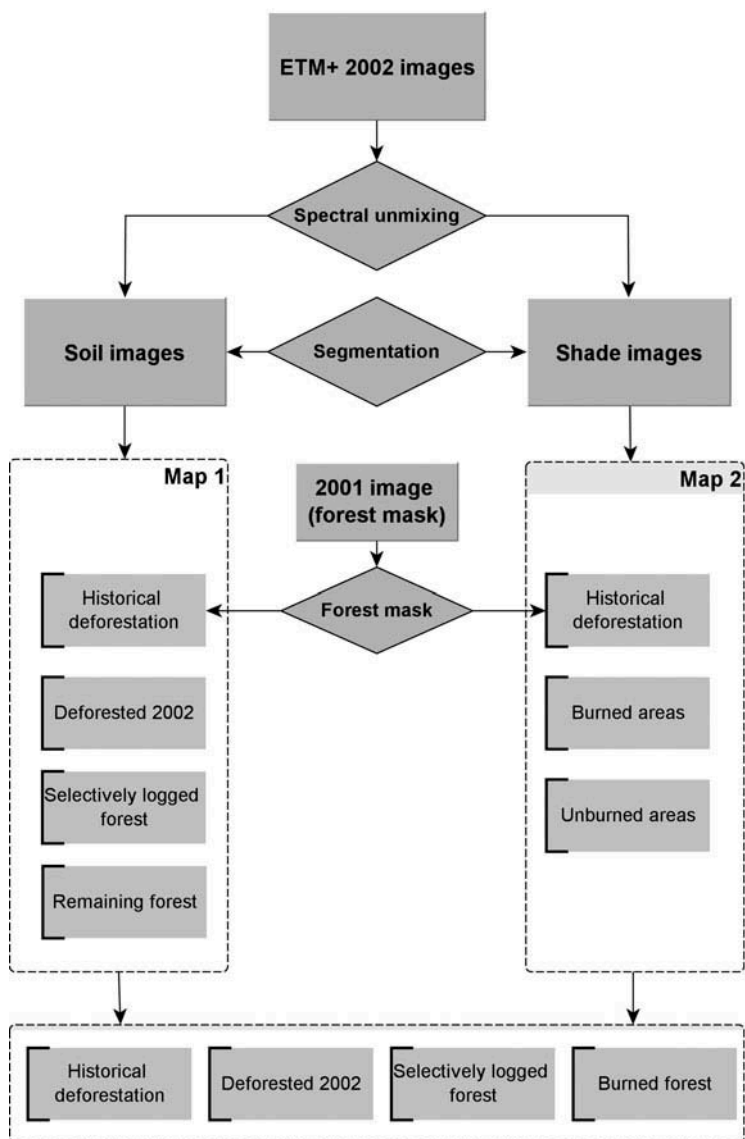 ETM+ 2002 images
Spectral unmixing
Soil images
Segmentation
Shade images
Map 1
2001 image
(forest mask)
Map 2
Historical
deforestation
Forest mask
Historical
deforestation
Deforested 2002
Burned areas
Selectively logged
forest
Unburned areas
Remaining forest
Historical
deforestation
Deforested 2002
Selectively logged
forest
Burned forest